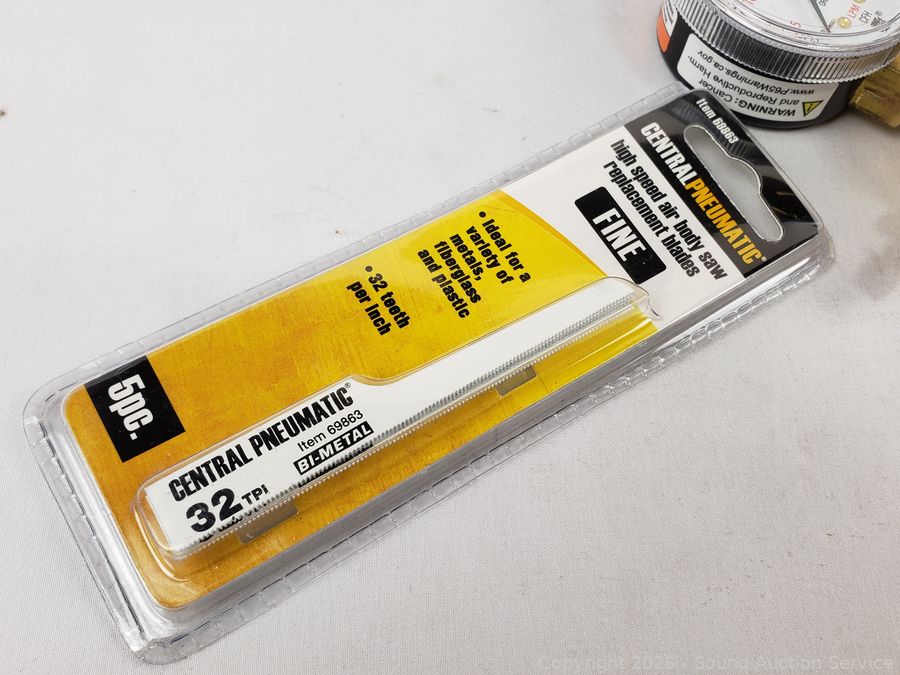 Item 69863
CENTRALPNEUMATIC®
high speed air body saw
replacement blades
FINE
• Ideal for a
variety of
metals,
fiberglass
and plastic
• 32 teeth
per inch
5pc.
CENTRAL PNEUMATIC®
Item 69863
BI-METAL
32 TPI
WARNING: Cancer
and Reproductive Harm-
www.P65Warnings.ca.gov
LPM
CFH
Copyright 2026 - Sound Auction Service